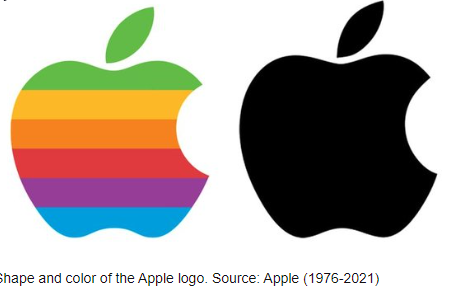 Shape and color of the Apple logo. Source: Apple (1976-2021)